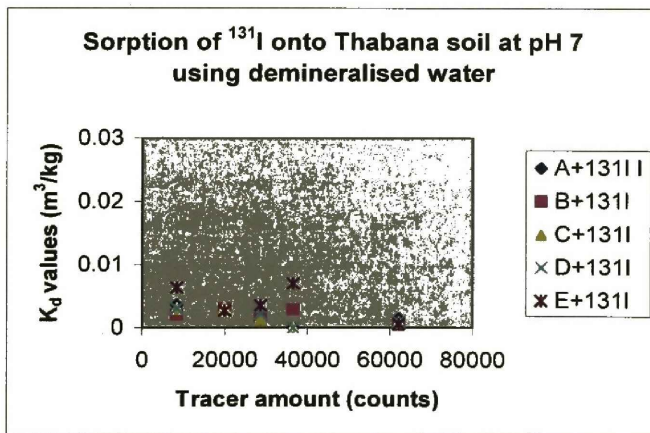 Sorption of ¹³¹I onto Thabana soil at pH 7
using demineralised water
Kd values (m³/kg)
0.03
0.02
0.01
0
0 20000 40000 60000 80000
Tracer amount (counts)
A+131I I
B+131I
C+131I
D+131I
E+131I